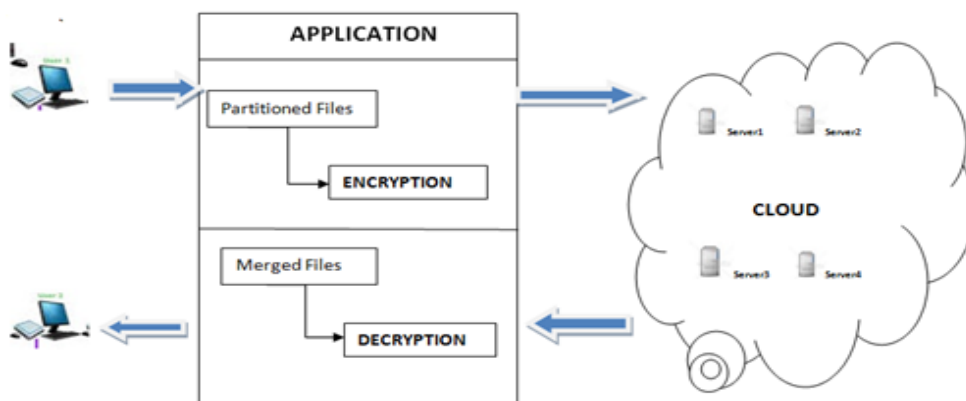 APPLICATION
Partitioned Files
ENCRYPTION
Merged Files
DECRYPTION
Server1
Server2
CLOUD
Server3
Server4